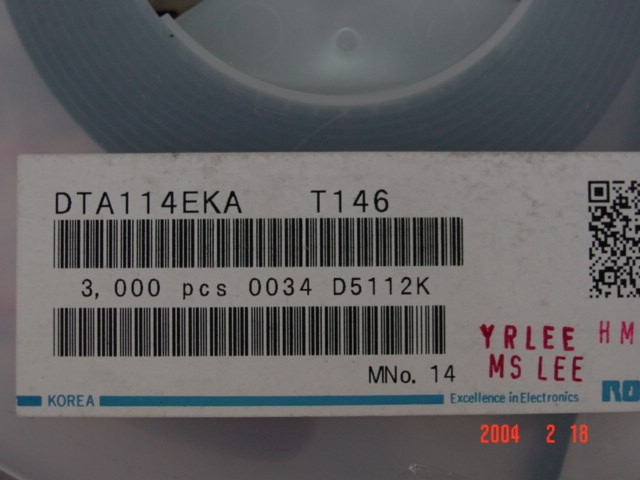 DTA114EKA T146
3,000 pcs 0034 D5112K
YRLEE HM
MS LEE
MNo. 14
KOREA Excellence in Electronics RO
2004 2 18